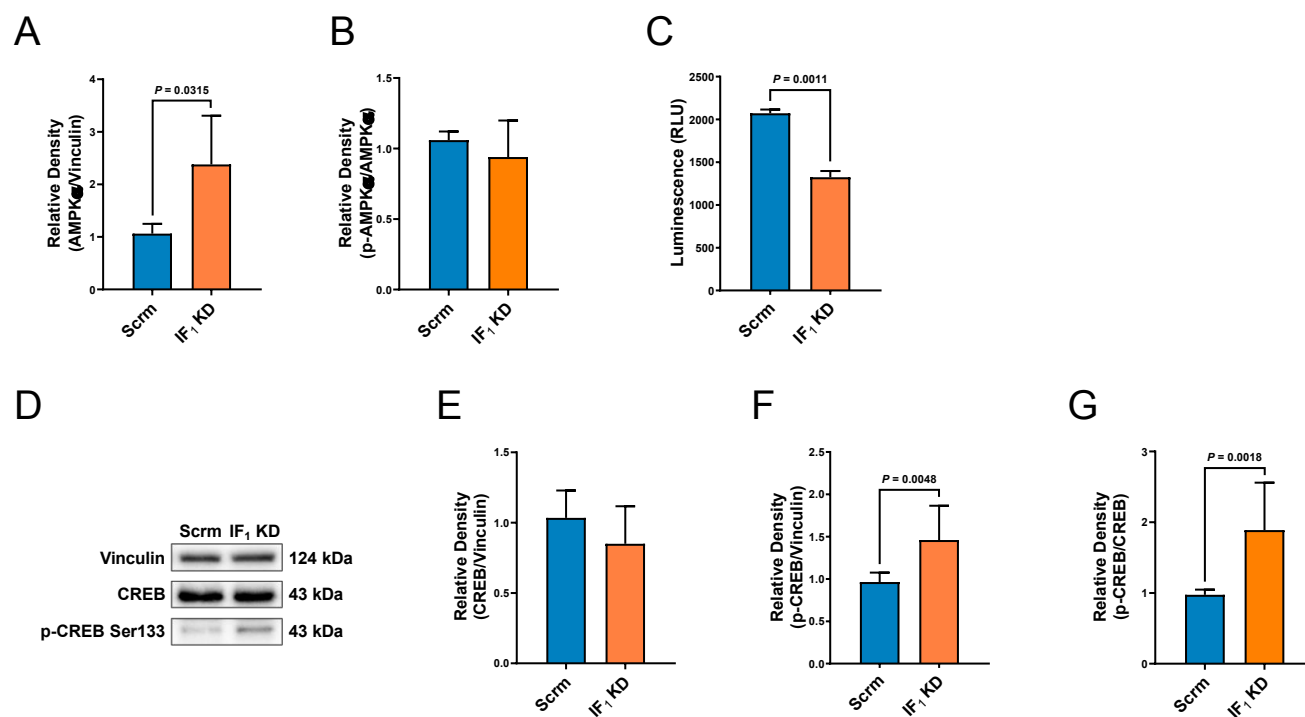 A
B
C
P = 0.0315
Relative Density
(AMPKα/Vinculin)
4
3
2
1
0
Scrm
IF₁ KD
Relative Density
(p-AMPKα/AMPKα)
1.5
1.0
0.5
0.0
Scrm
IF₁ KD
P = 0.0011
Luminescence (RLU)
2500
2000
1500
1000
500
0
Scrm
IF₁ KD
D
E
F
G
Scrm IF₁ KD
Vinculin 124 kDa
CREB 43 kDa
p-CREB Ser133 43 kDa
Relative Density
(CREB/Vinculin)
1.5
1.0
0.5
0.0
Scrm
IF₁ KD
P = 0.0048
Relative Density
(p-CREB/Vinculin)
2.5
2.0
1.5
1.0
0.5
0.0
Scrm
IF₁ KD
P = 0.0018
Relative Density
(p-CREB/CREB)
3
2
1
0
Scrm
IF₁ KD